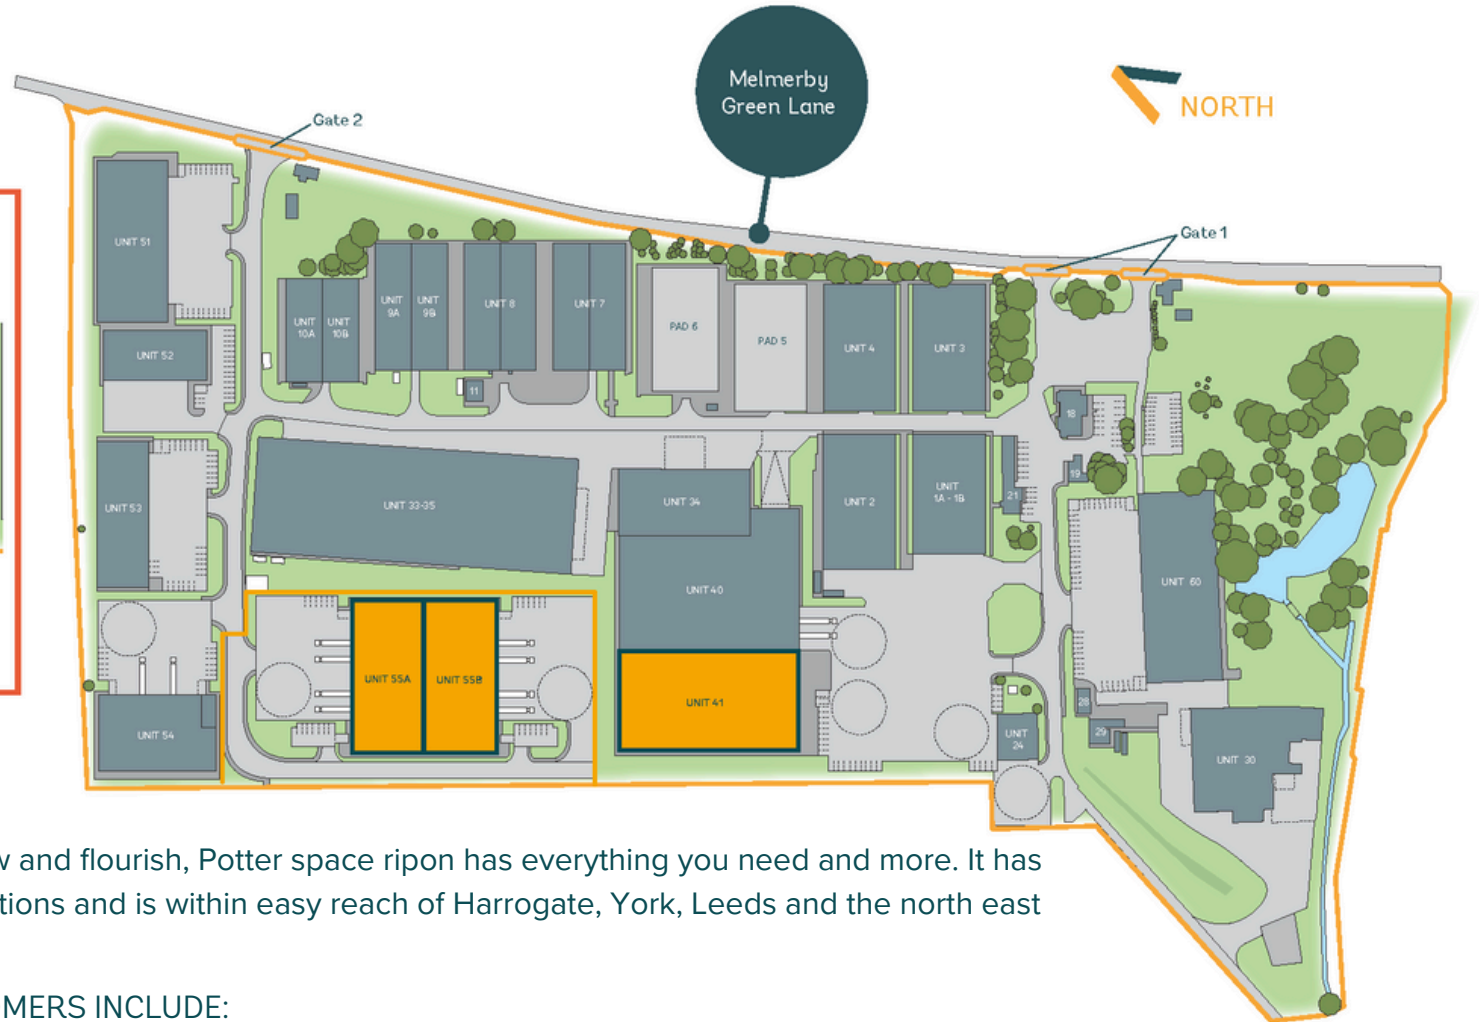 Melmerby
Green Lane
NORTH
Gate 2
Gate 1
UNIT 51
UNIT
10A
UNIT
10B
UNIT
9A
UNIT
9B
UNIT 8
UNIT 7
PAD 6
PAD 5
UNIT 4
UNIT 3
UNIT 52
11
18
19
21
UNIT 53
UNIT 33-35
UNIT 34
UNIT 2
UNIT
1A - 1B
UNIT 40
UNIT 60
UNIT 55A
UNIT 55B
UNIT 41
UNIT 54
UNIT
24
28
29
UNIT 30
w and flourish, Potter space ripon has everything you need and more. It has
tions and is within easy reach of Harrogate, York, Leeds and the north east
MERS INCLUDE: